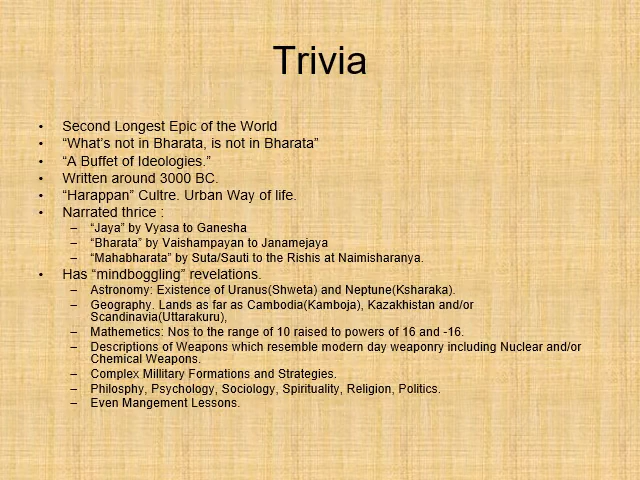 Trivia
• Second Longest Epic of the World
• “What’s not in Bharata, is not in Bharata”
• “A Buffet of Ideologies.”
• Written around 3000 BC.
• “Harappan” Cultre. Urban Way of life.
• Narrated thrice :
– “Jaya” by Vyasa to Ganesha
– “Bharata” by Vaishampayan to Janamejaya
– “Mahabharata” by Suta/Sauti to the Rishis at Naimisharanya.
• Has “mindboggling” revelations.
– Astronomy: Existence of Uranus(Shweta) and Neptune(Ksharaka).
– Geography. Lands as far as Cambodia(Kamboja), Kazakhistan and/or
Scandinavia(Uttarakuru),
– Mathemetics: Nos to the range of 10 raised to powers of 16 and -16.
– Descriptions of Weapons which resemble modern day weaponry including Nuclear and/or
Chemical Weapons.
– Complex Millitary Formations and Strategies.
– Philosphy, Psychology, Sociology, Spirituality, Religion, Politics.
– Even Mangement Lessons.